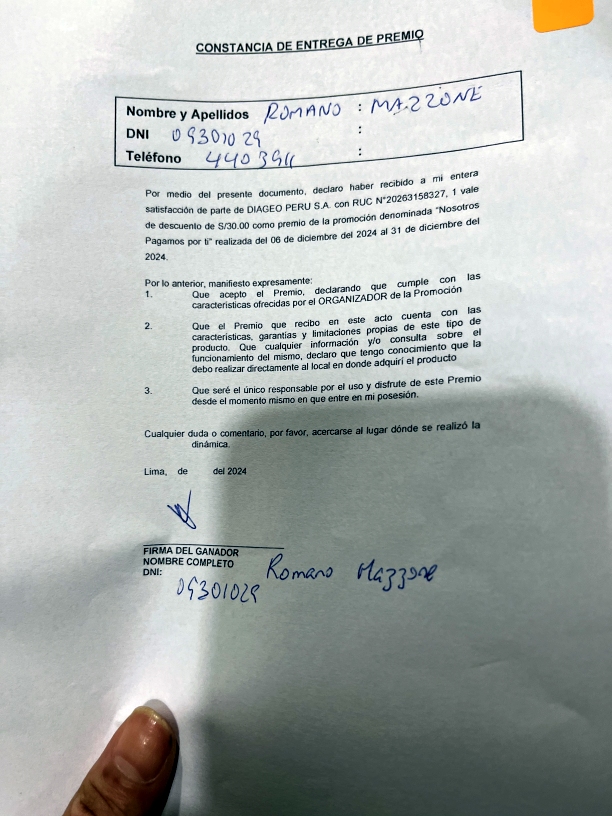 CONSTANCIA DE ENTREGA DE PREMIO
Nombre y Apellidos ROMANO : MAZZONE
DNI 09301029 :
Teléfono :
Por medio del presente documento, declaro haber recibido a mi entera
satisfacción de parte de DIAGEO PERU S.A. con RUC N°20263158327, 1 vale
de descuento de S/30.00 como premio de la promoción denominada "Nosotros
Pagamos por ti" realizada del 06 de diciembre del 2024 al 31 de diciembre del
2024.
Por lo anterior, manifiesto expresamente:
1. Que acepto el Premio, declarando que cumple con las
características ofrecidas por el ORGANIZADOR de la Promoción
2. Que el Premio que recibo en este acto cuenta con las
características, garantías y limitaciones propias de este tipo de
producto. Que cualquier información y/o consulta sobre el
funcionamiento del mismo, declaro que tengo conocimiento que la
debo realizar directamente al local en donde adquirí el producto
3. Que seré el único responsable por el uso y disfrute de este Premio
desde el momento mismo en que entre en mi posesión.
Cualquier duda o comentario, por favor, acercarse al lugar dónde se realizó la
dinámica.
Lima, de del 2024
FIRMA DEL GANADOR
NOMBRE COMPLETO Romano Mazzone
DNI: 09301029